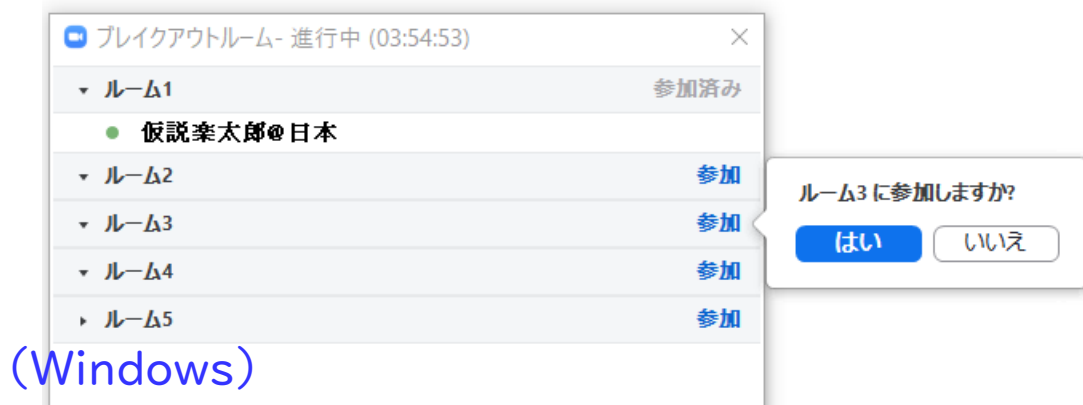 ブレイクアウトルーム- 進行中 (03:54:53)
ルーム1 参加済み
仮説楽太郎@日本
ルーム2 参加
ルーム3 参加
ルーム3 に参加しますか?
はい いいえ
ルーム4 参加
ルーム5 参加
(Windows)